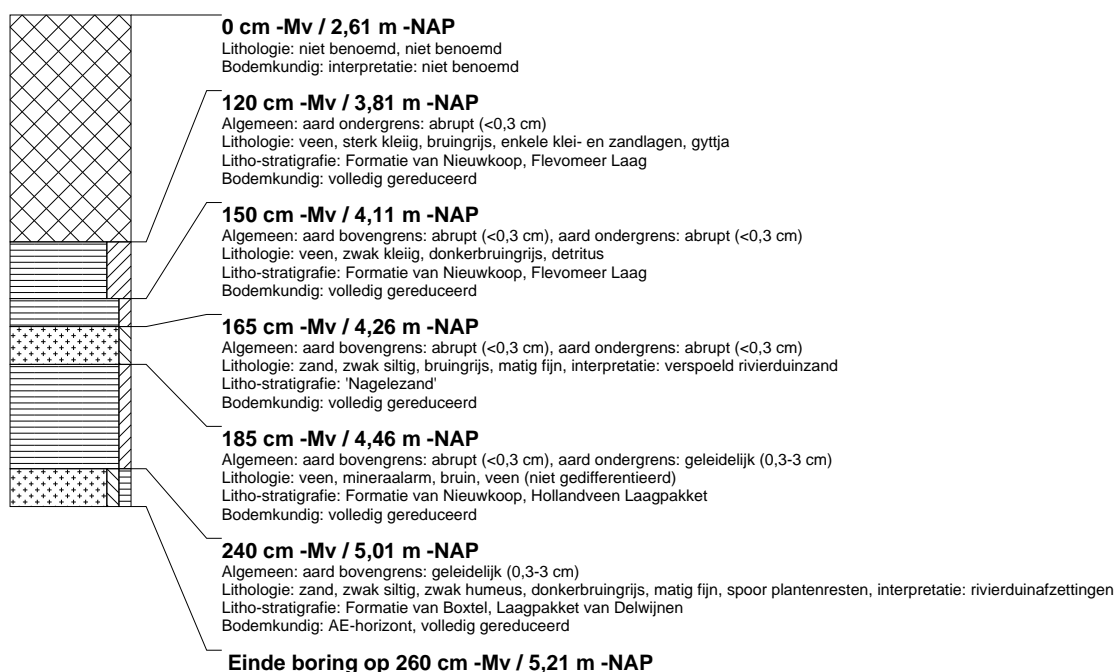 0 cm -Mv / 2,61 m -NAP
Lithologie: niet benoemd, niet benoemd
Bodemkundig: interpretatie: niet benoemd
120 cm -Mv / 3,81 m -NAP
Algemeen: aard ondergrens: abrupt (<0,3 cm)
Lithologie: veen, sterk kleiig, bruingrijs, enkele klei- en zandlagen, gyttja
Litho-stratigrafie: Formatie van Nieuwkoop, Flevomeer Laag
Bodemkundig: volledig gereduceerd
150 cm -Mv / 4,11 m -NAP
Algemeen: aard bovengrens: abrupt (<0,3 cm), aard ondergrens: abrupt (<0,3 cm)
Lithologie: veen, zwak kleiig, donkerbruingrijs, detritus
Litho-stratigrafie: Formatie van Nieuwkoop, Flevomeer Laag
Bodemkundig: volledig gereduceerd
165 cm -Mv / 4,26 m -NAP
Algemeen: aard bovengrens: abrupt (<0,3 cm), aard ondergrens: abrupt (<0,3 cm)
Lithologie: zand, zwak siltig, bruingrijs, matig fijn, interpretatie: verspoeld rivierduinzand
Litho-stratigrafie: 'Nagelezand'
Bodemkundig: volledig gereduceerd
185 cm -Mv / 4,46 m -NAP
Algemeen: aard bovengrens: abrupt (<0,3 cm), aard ondergrens: geleidelijk (0,3-3 cm)
Lithologie: veen, mineraalarm, bruin, veen (niet gedifferentieerd)
Litho-stratigrafie: Formatie van Nieuwkoop, Hollandveen Laagpakket
Bodemkundig: volledig gereduceerd
240 cm -Mv / 5,01 m -NAP
Algemeen: aard bovengrens: geleidelijk (0,3-3 cm)
Lithologie: zand, zwak siltig, zwak humeus, donkerbruingrijs, matig fijn, spoor plantenresten, interpretatie: rivierduinafzettingen
Litho-stratigrafie: Formatie van Boxtel, Laagpakket van Delwijnen
Bodemkundig: AE-horizont, volledig gereduceerd
Einde boring op 260 cm -Mv / 5,21 m -NAP